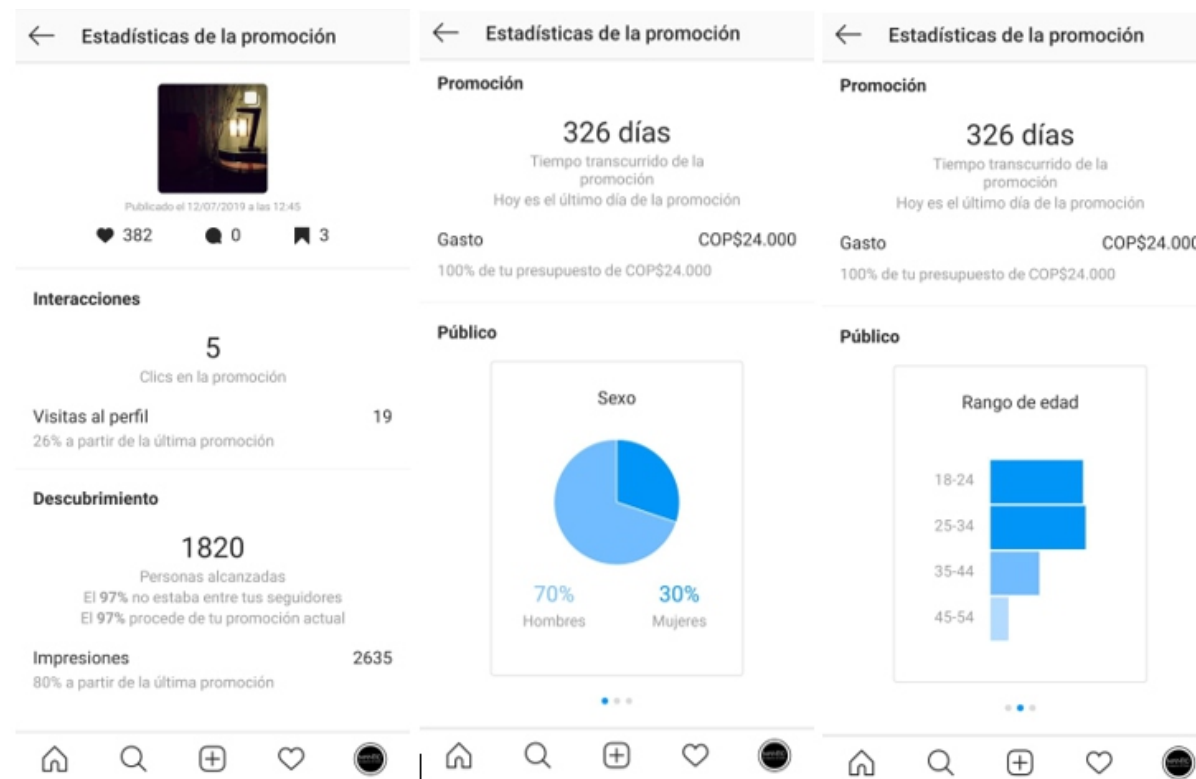 Estadísticas de la promoción
Publicado el 12/07/2019 a las 12:45
382 0 3
Interacciones
5
Clics en la promoción
Visitas al perfil 19
26% a partir de la última promoción
Descubrimiento
1820
Personas alcanzadas
El 97% no estaba entre tus seguidores
El 97% procede de tu promoción actual
Impresiones 2635
80% a partir de la última promoción
Estadísticas de la promoción
Promoción
326 días
Tiempo transcurrido de la
promoción
Hoy es el último día de la promoción
Gasto COP$24.000
100% de tu presupuesto de COP$24.000
Público
Sexo
70% 30%
Hombres Mujeres
Estadísticas de la promoción
Promoción
326 días
Tiempo transcurrido de la
promoción
Hoy es el último día de la promoción
Gasto COP$24.000
100% de tu presupuesto de COP$24.000
Público
Rango de edad
18-24
25-34
35-44
45-54